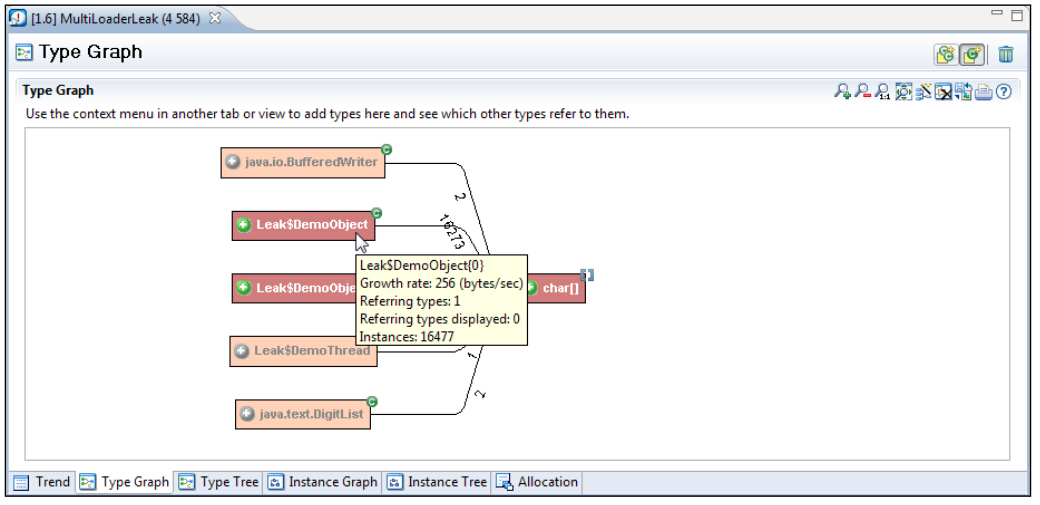 [1.6] MultiLoaderLeak (4 584)
Type Graph
Type Graph
1:1
Use the context menu in another tab or view to add types here and see which other types refer to them.
java.io.BufferedWriter
2
Leak$DemoObject
16273
Leak$DemoObje
char[]
Leak$DemoObject{0}
Growth rate: 256 (bytes/sec)
Referring types: 1
Referring types displayed: 0
Instances: 16477
Leak$DemoThread
1
java.text.DigitList
2
Trend Type Graph Type Tree Instance Graph Instance Tree Allocation